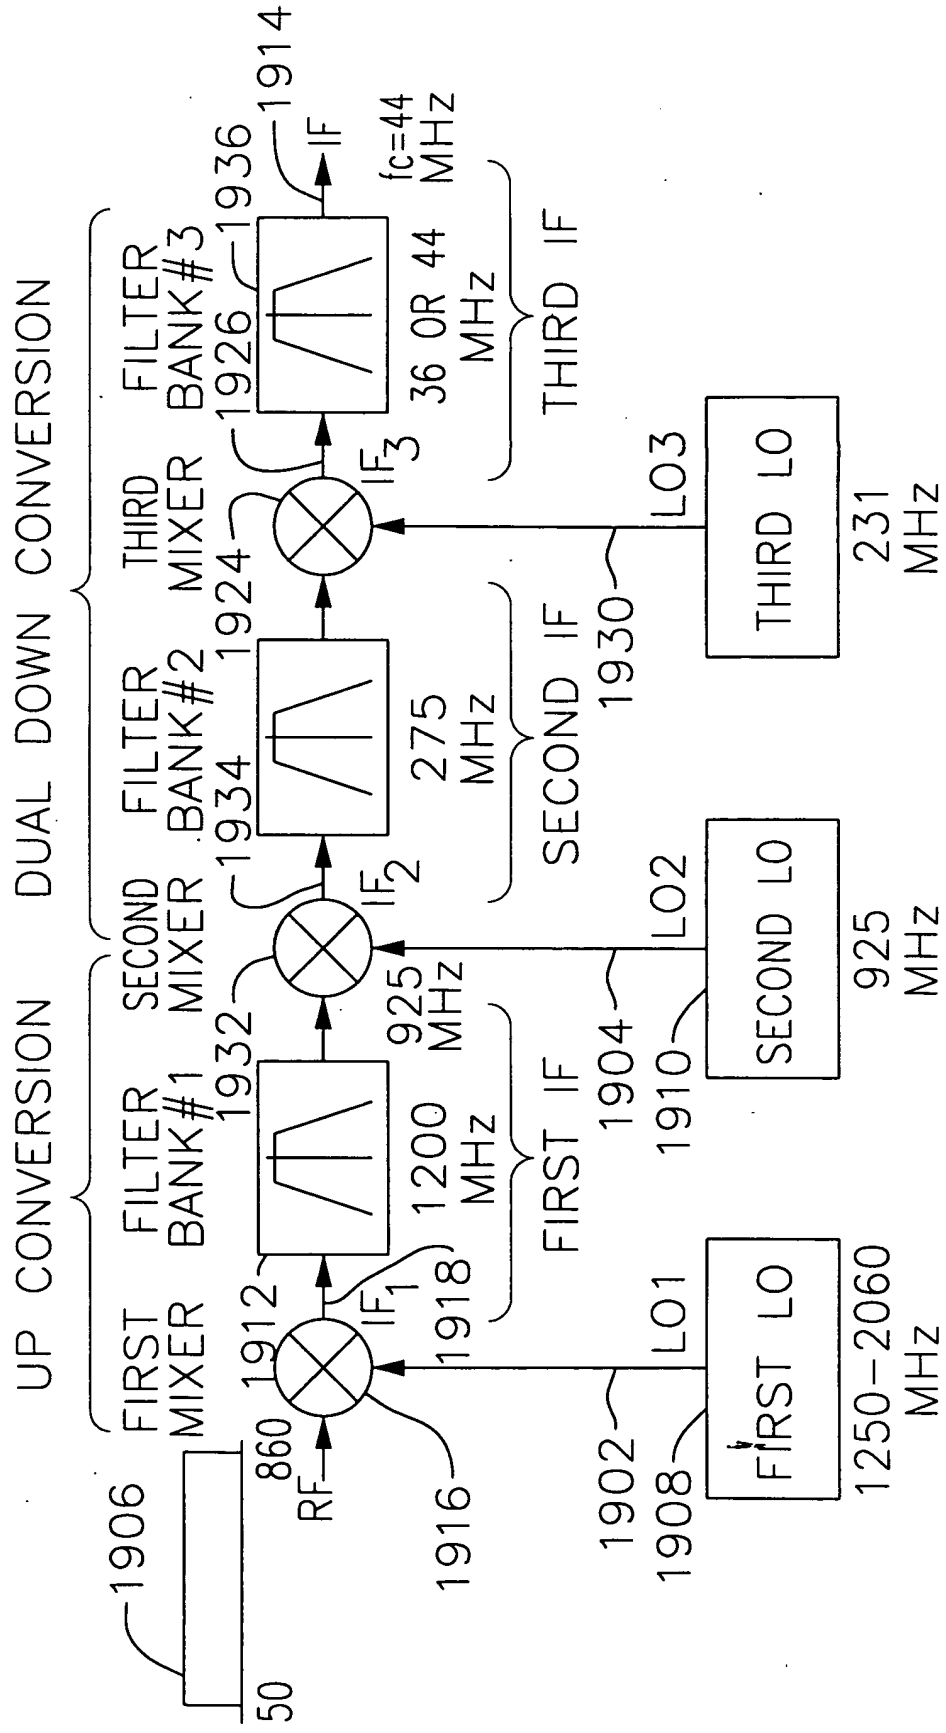 UP CONVERSION
DUAL DOWN CONVERSION
1906
FIRST
MIXER
FILTER
BANK#1
SECOND
MIXER
FILTER
BANK#2
THIRD
MIXER
FILTER
BANK#3
1912
1932
1934
1924
1926
1936
1914
50
860
RF
IF1
IF2
IF3
IF
1916
1918
1200
MHz
925
MHz
275
MHz
36 OR 44
MHz
fc=44
MHz
FIRST IF
SECOND IF
THIRD IF
1902
1908
LO1
1904
1910
LO2
1930
LO3
FIRST LO
SECOND LO
THIRD LO
1250-2060
MHz
925
MHz
231
MHz